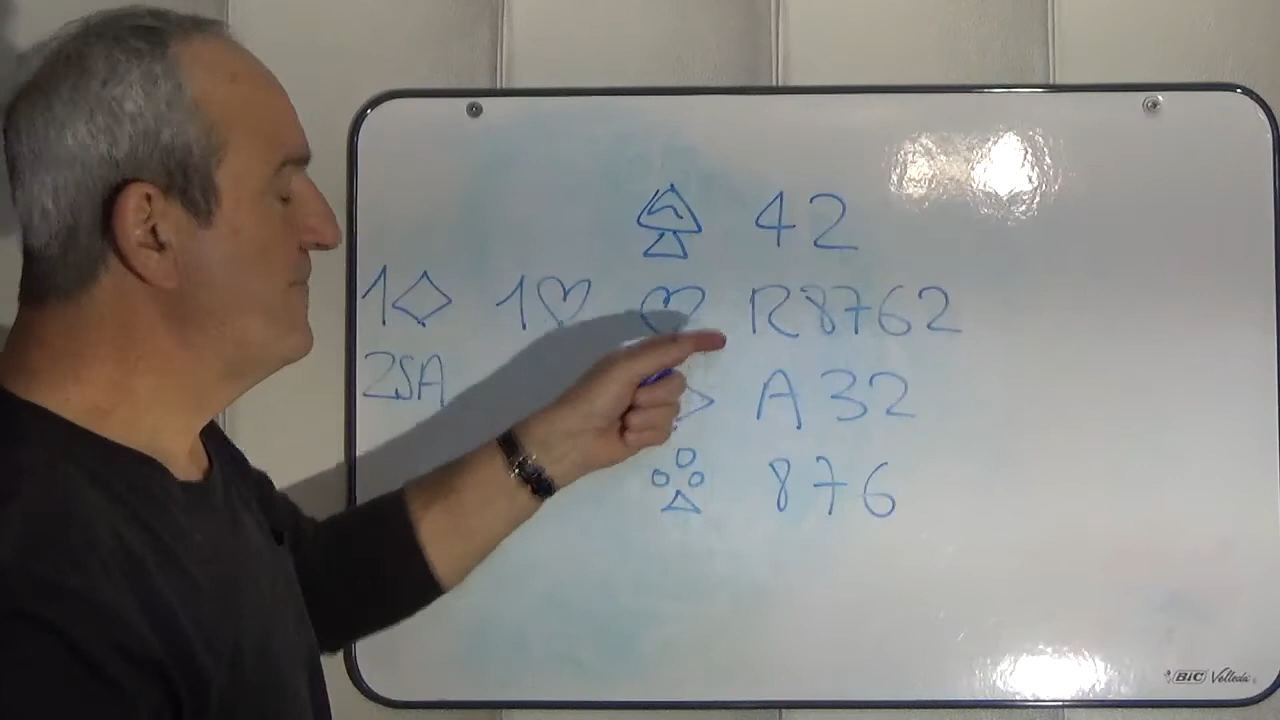 ♠ 42
1♦ 1♥ ♥ R8762
2SA ♦ A32
♣ 876
BIC Velleda